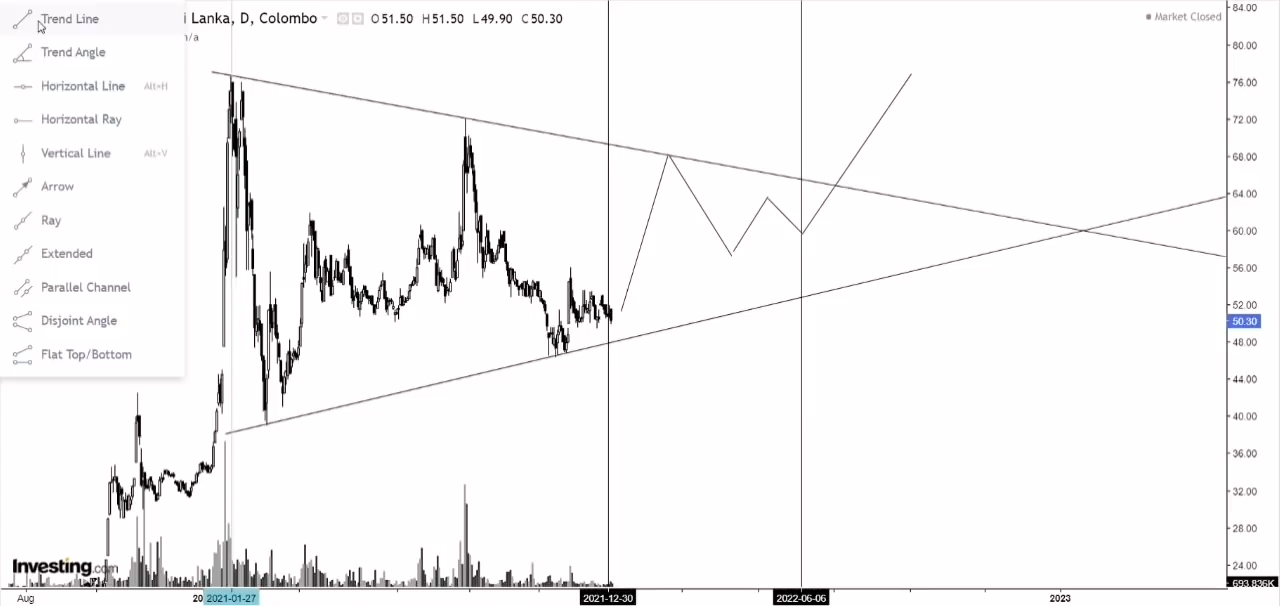 Trend Line
i Lanka, D, Colombo
O51.50 H51.50 L49.90 C50.30
Market Closed
n/a
Trend Angle
Horizontal Line Alt+H
Horizontal Ray
Vertical Line Alt+V
Arrow
Ray
Extended
Parallel Channel
Disjoint Angle
Flat Top/Bottom
84.00
80.00
76.00
72.00
68.00
64.00
60.00
56.00
52.00
50.30
48.00
44.00
40.00
36.00
32.00
28.00
24.00
693.836K
Investing.com
Aug
20
2021-01-27
2021-12-30
2022-06-06
2023